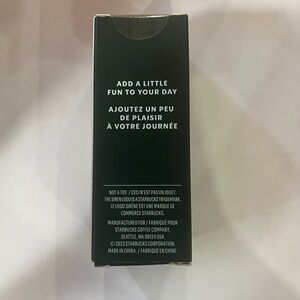 ADD A LITTLE
FUN TO YOUR DAY
AJOUTEZ UN PEU
DE PLAISIR
À VOTRE JOURNÉE
NOT A TOY. / CECI N'EST PAS UN JOUET.
THE SIREN LOGO IS A STARBUCKS TRADEMARK.
LE LOGO SIRÈNE EST UNE MARQUE DE
COMMERCE STARBUCKS.
MANUFACTURED FOR / FABRIQUÉ POUR
STARBUCKS COFFEE COMPANY,
SEATTLE, WA 98134 USA
© 2023 STARBUCKS CORPORATION.
MADE IN CHINA. / FABRIQUÉ EN CHINE.